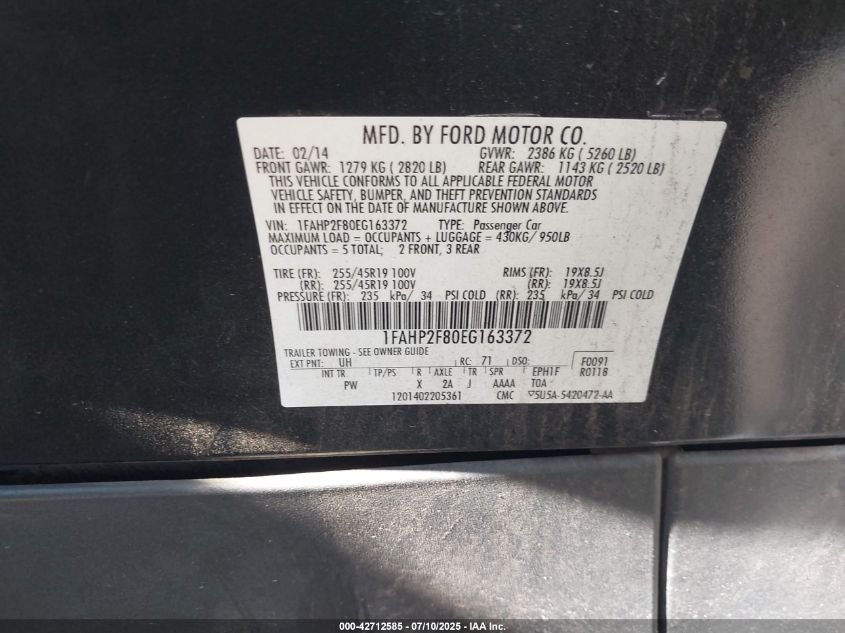 MFD. BY FORD MOTOR CO.
DATE: 02/14 GVWR: 2386 KG ( 5260 LB)
FRONT GAWR: 1279 KG ( 2820 LB) REAR GAWR: 1143 KG ( 2520 LB)
THIS VEHICLE CONFORMS TO ALL APPLICABLE FEDERAL MOTOR
VEHICLE SAFETY, BUMPER, AND THEFT PREVENTION STANDARDS
IN EFFECT ON THE DATE OF MANUFACTURE SHOWN ABOVE.
VIN: 1FAHP2F80EG163372 TYPE: Passenger Car
MAXIMUM LOAD = OCCUPANTS + LUGGAGE = 430KG/ 950LB
OCCUPANTS = 5 TOTAL; 2 FRONT, 3 REAR
TIRE (FR): 255/45R19 100V RIMS (FR): 19X8.5J
(RR): 255/45R19 100V (RR): 19X8.5J
PRESSURE (FR): 235 kPa/ 34 PSI COLD (RR): 235 kPa/ 34 PSI COLD
1FAHP2F80EG163372
TRAILER TOWING - SEE OWNER GUIDE
EXT PNT: UH RC: 71 DSO: F0091
INT TR TP/PS R AXLE TR SPR EPH1F R0118
PW X 2A J AAAA TOA
1201402205361 CMC ▽5U5A-5420472-AA
000-42712585 - 07/10/2025 - IAA Inc.